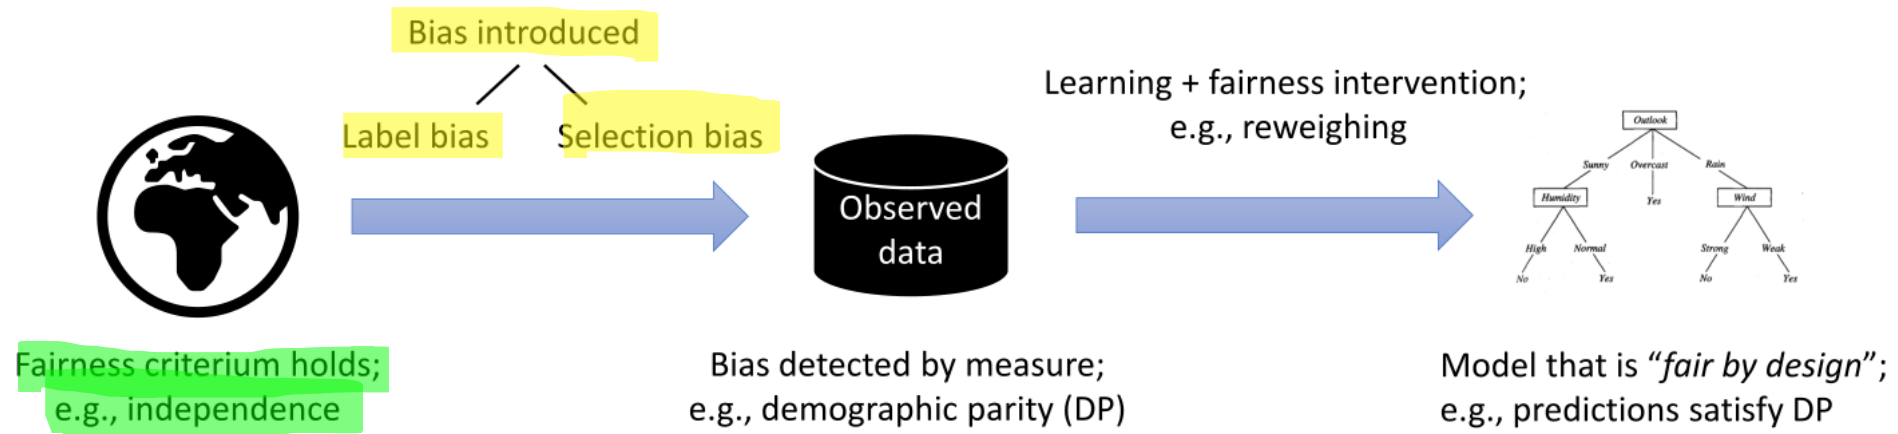 Bias introduced
Label bias
Selection bias
Fairness criterium holds;
e.g., independence
Observed
data
Bias detected by measure;
e.g., demographic parity (DP)
Learning + fairness intervention;
e.g., reweighing
Outlook
Sunny Overcast Rain
Humidity Yes Wind
High Normal Strong Weak
No Yes No Yes
Model that is “fair by design”;
e.g., predictions satisfy DP